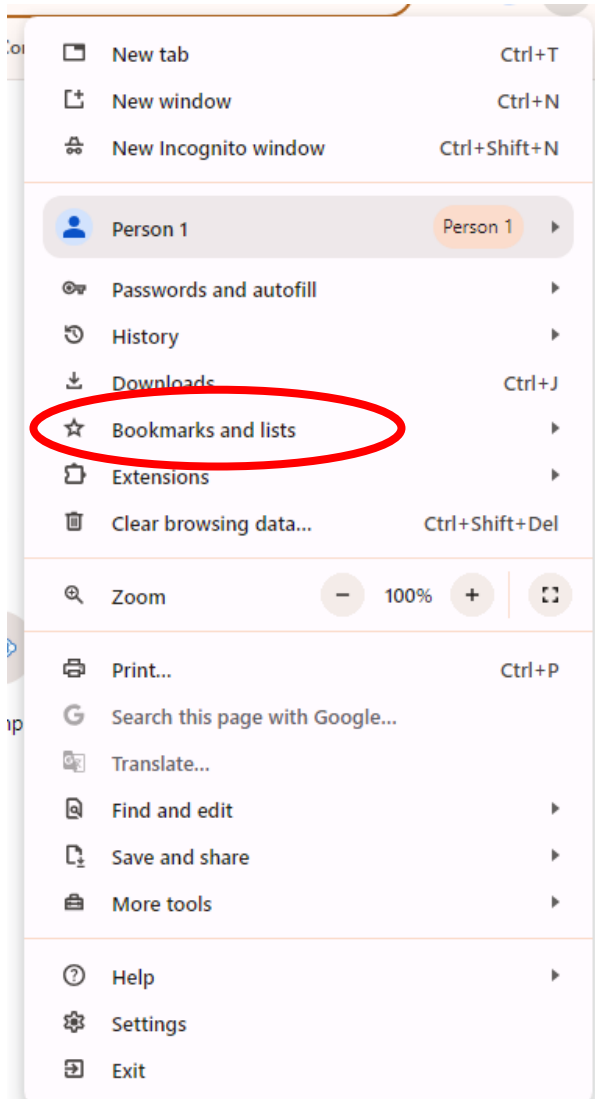 New tab Ctrl+T
New window Ctrl+N
New Incognito window Ctrl+Shift+N
Person 1 Person 1
Passwords and autofill
History
Downloads Ctrl+J
Bookmarks and lists
Extensions
Clear browsing data... Ctrl+Shift+Del
Zoom − 100% +
Print... Ctrl+P
G Search this page with Google...
Translate...
Find and edit
Save and share
More tools
Help
Settings
Exit